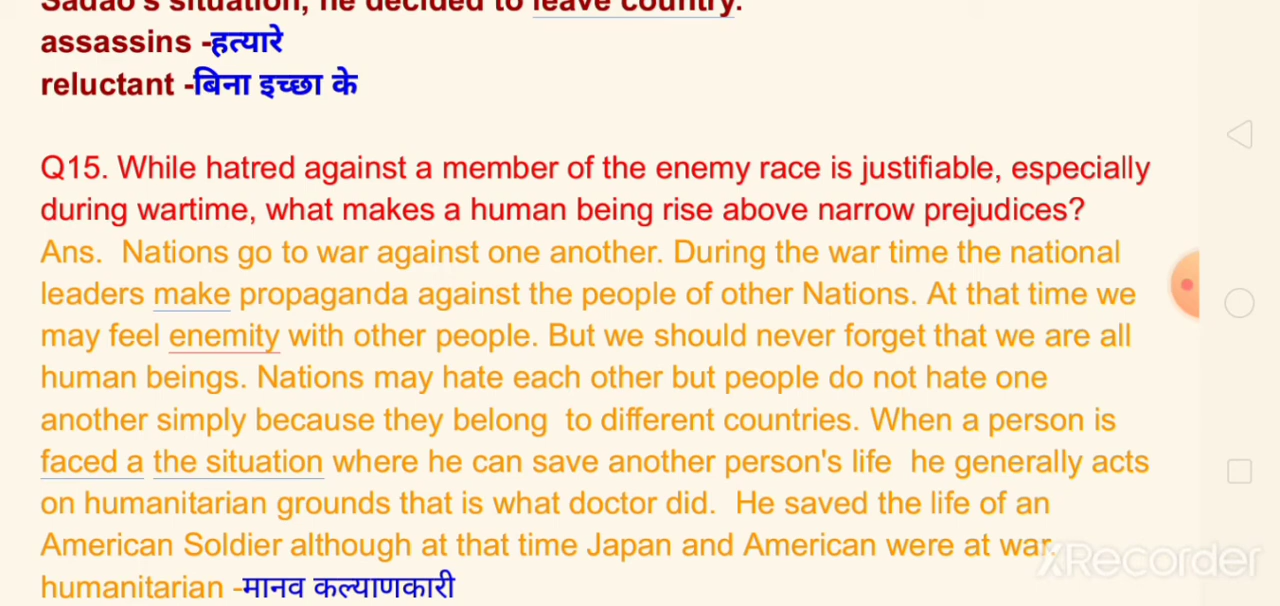 Sadao's situation, he decided to leave country.
assassins -हत्यारे
reluctant -बिना इच्छा के
Q15. While hatred against a member of the enemy race is justifiable, especially
during wartime, what makes a human being rise above narrow prejudices?
Ans.  Nations go to war against one another. During the war time the national
leaders make propaganda against the people of other Nations. At that time we
may feel enemity with other people. But we should never forget that we are all
human beings. Nations may hate each other but people do not hate one
another simply because they belong  to different countries. When a person is
faced a the situation where he can save another person's life  he generally acts
on humanitarian grounds that is what doctor did.  He saved the life of an
American Soldier although at that time Japan and American were at war.
XRecorder
humanitarian -मानव कल्याणकारी